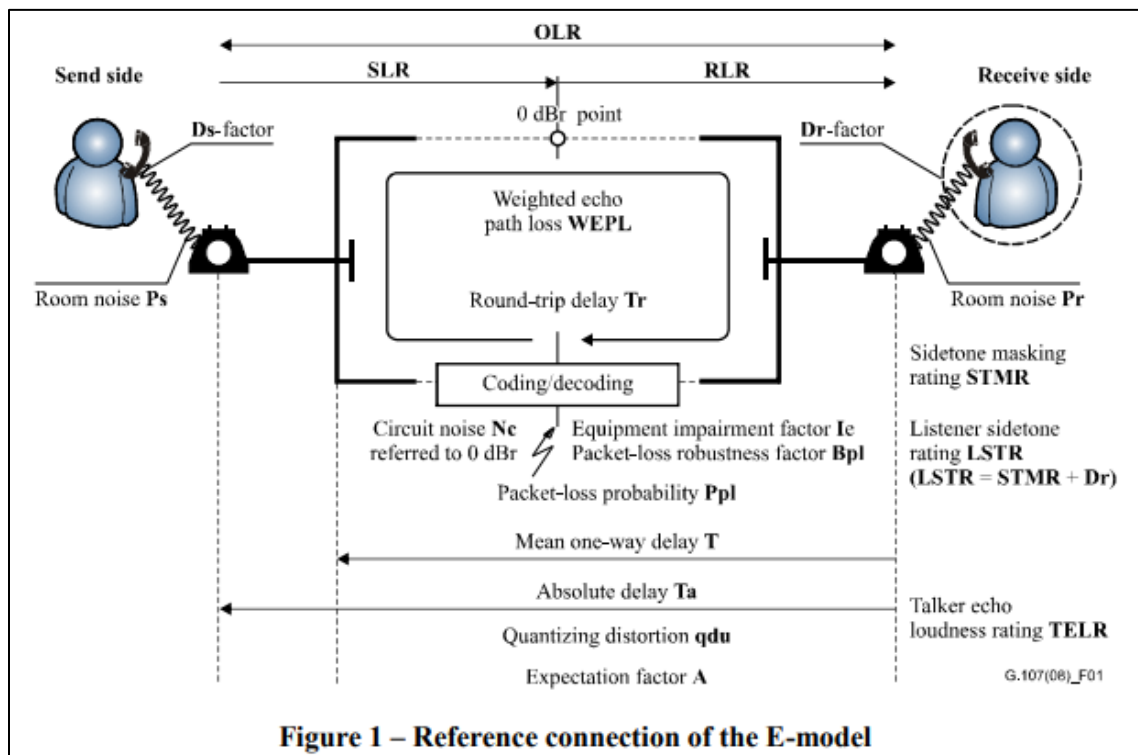 OLR
SLR
RLR
Send side
Receive side
0 dBr point
Ds-factor
Dr-factor
Weighted echo
path loss WEPL
Room noise Ps
Round-trip delay Tr
Room noise Pr
Sidetone masking
rating STMR
Coding/decoding
Circuit noise Nc
referred to 0 dBr
Equipment impairment factor Ie
Packet-loss robustness factor Bpl
Listener sidetone
rating LSTR
(LSTR = STMR + Dr)
Packet-loss probability Ppl
Mean one-way delay T
Absolute delay Ta
Talker echo
loudness rating TELR
Quantizing distortion qdu
Expectation factor A
G.107(08)_F01
Figure 1 – Reference connection of the E-model